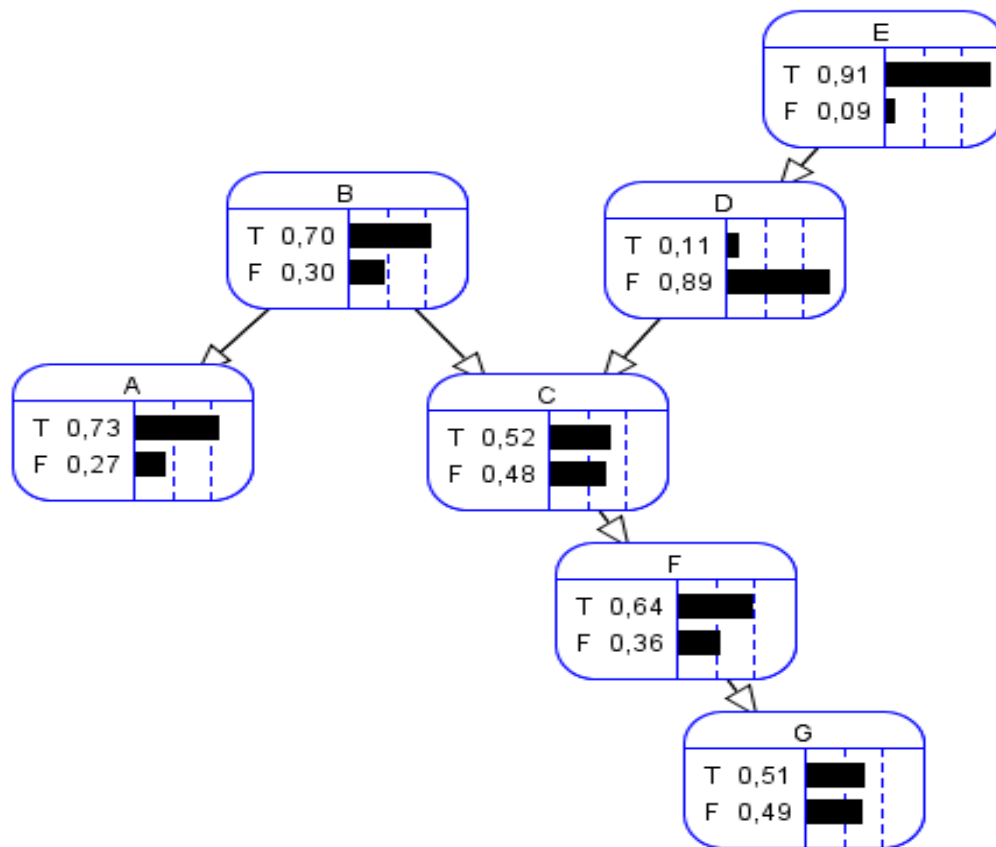 E
T 0,91
F 0,09
B
T 0,70
F 0,30
D
T 0,11
F 0,89
A
T 0,73
F 0,27
C
T 0,52
F 0,48
F
T 0,64
F 0,36
G
T 0,51
F 0,49